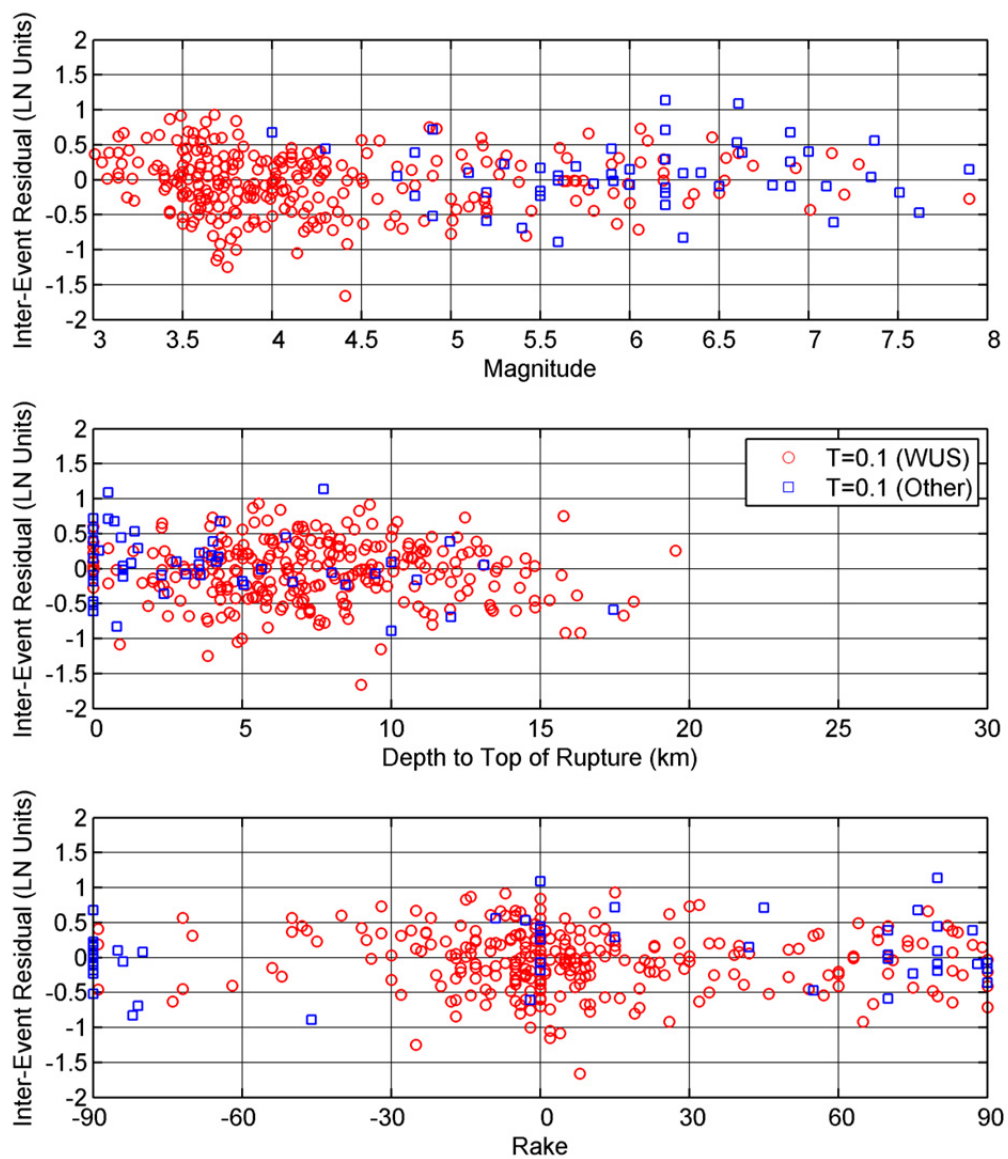 Inter-Event Residual (LN Units)
2
1.5
1
0.5
0
-0.5
-1
-1.5
-2
3 3.5 4 4.5 5 5.5 6 6.5 7 7.5 8
Magnitude
Inter-Event Residual (LN Units)
2
1.5
1
0.5
0
-0.5
-1
-1.5
-2
T=0.1 (WUS)
T=0.1 (Other)
0 5 10 15 20 25 30
Depth to Top of Rupture (km)
Inter-Event Residual (LN Units)
2
1.5
1
0.5
0
-0.5
-1
-1.5
-2
-90 -60 -30 0 30 60 90
Rake